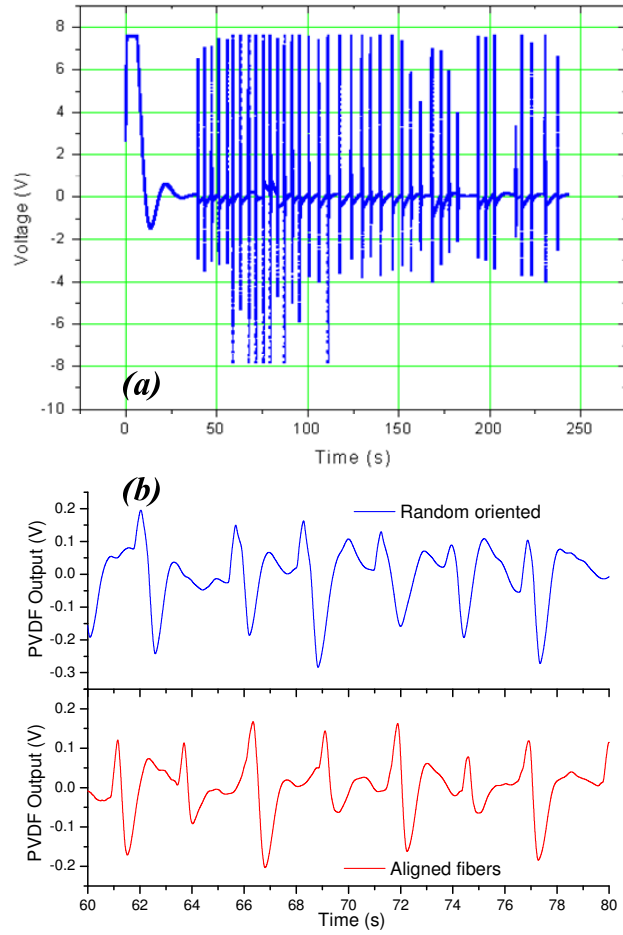 8
6
4
2
0
-2
-4
-6
-8
-10
Voltage (V)
(a)
0 50 100 150 200 250
Time (s)
(b)
0.2
0.1
0.0
-0.1
-0.2
-0.3
PVDF Output (V)
Random oriented
0.2
0.1
0.0
-0.1
-0.2
PVDF Output (V)
Aligned fibers
60 62 64 66 68 70 72 74 76 78 80
Time (s)